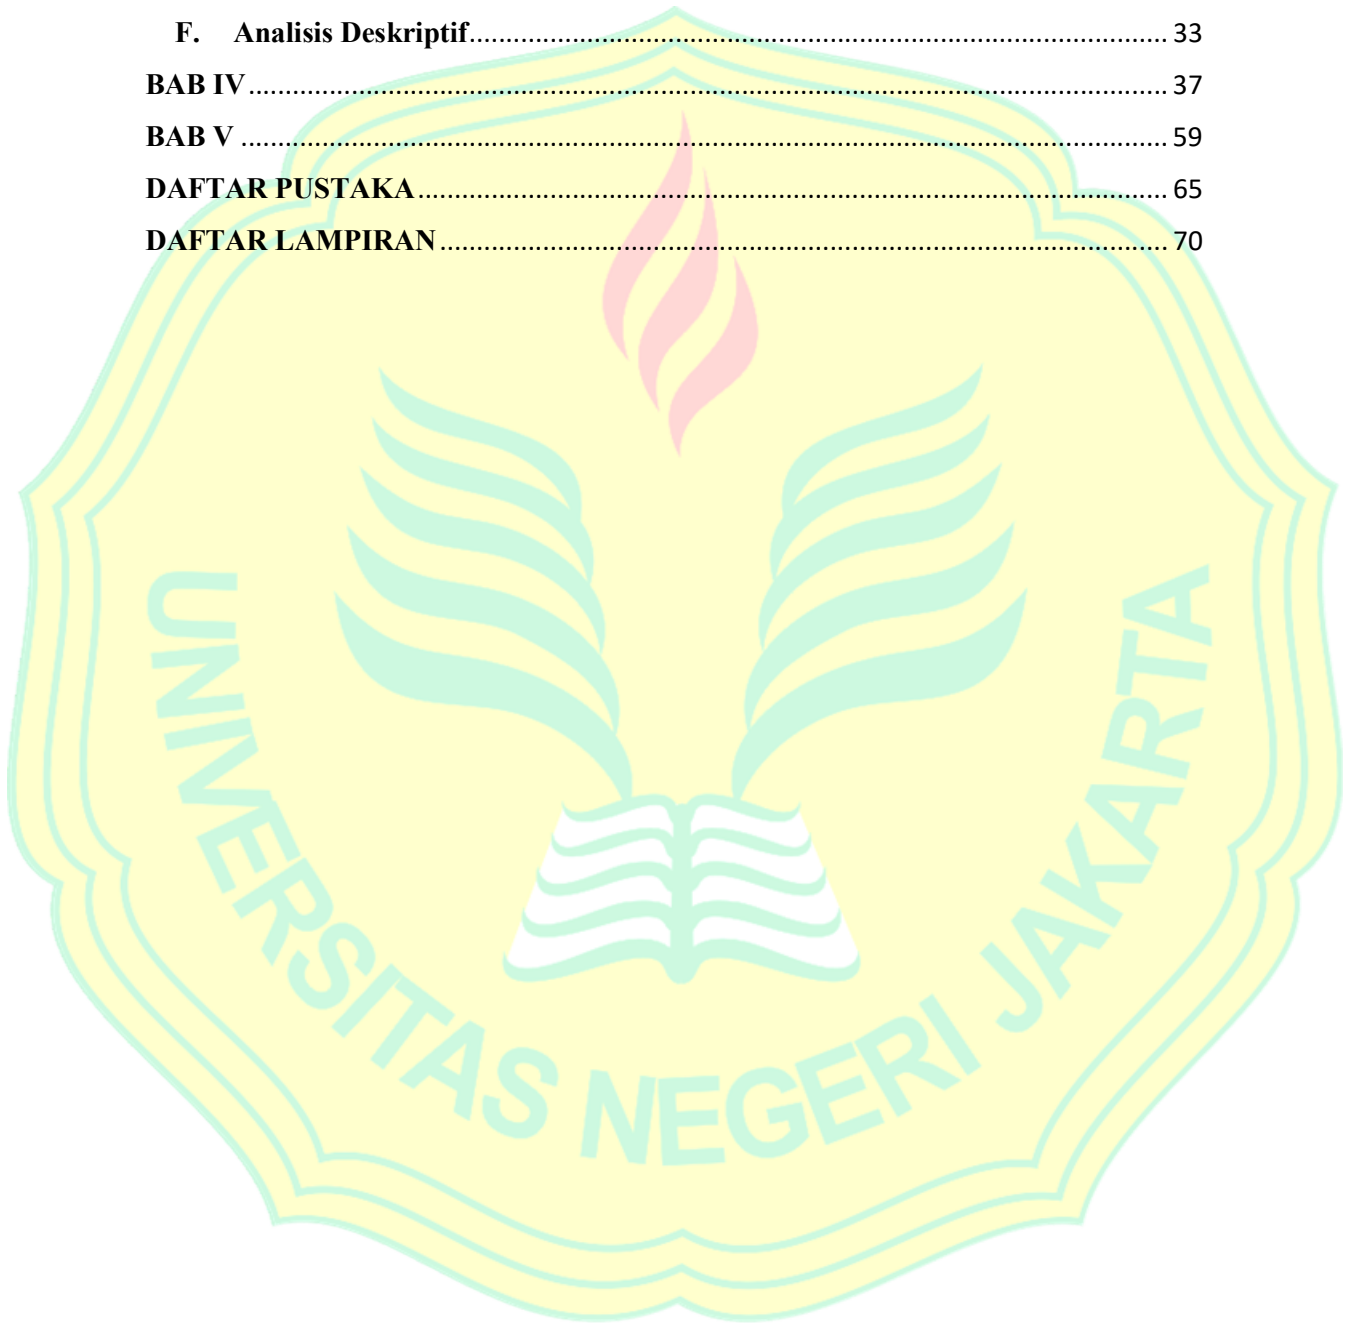 F. Analisis Deskriptif........................................................................................... 33
BAB IV........................................................................................................................ 37
BAB V ......................................................................................................................... 59
DAFTAR PUSTAKA.................................................................................................. 65
DAFTAR LAMPIRAN............................................................................................... 70
UNIVERSITAS NEGERI JAKARTA